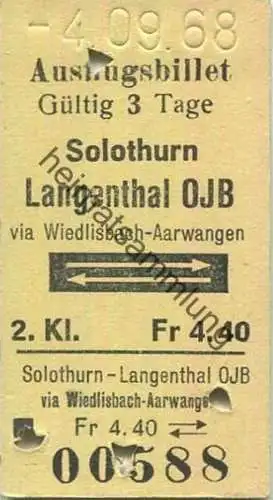 -4.09.68
Ausflugsbillet
Gültig 3 Tage
Solothurn
Langenthal OJB
via Wiedlisbach-Aarwangen
2. Kl. Fr 4.40
Solothurn-Langenthal OJB
via Wiedlisbach-Aarwangen
Fr 4.40
00588
heimatsammlung